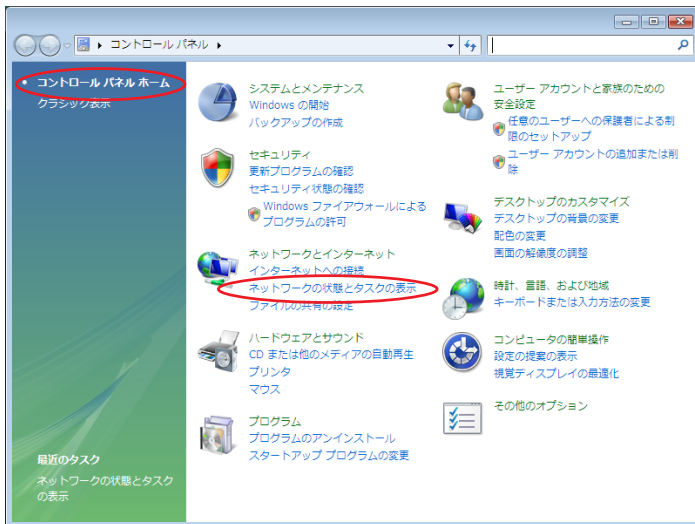 コントロール パネル
コントロール パネル ホーム
クラシック表示
最近のタスク
ネットワークの状態とタスク
の表示
システムとメンテナンス
Windows の開始
バックアップの作成
セキュリティ
更新プログラムの確認
セキュリティ状態の確認
Windows ファイアウォールによる
プログラムの許可
ネットワークとインターネット
インターネットへの接続
ネットワークの状態とタスクの表示
ファイルの共有の設定
ハードウェアとサウンド
CD または他のメディアの自動再生
プリンタ
マウス
プログラム
プログラムのアンインストール
スタートアップ プログラムの変更
ユーザー アカウントと家族のための
安全設定
任意のユーザーへの保護者による制
限のセットアップ
ユーザー アカウントの追加または削
除
デスクトップのカスタマイズ
デスクトップの背景の変更
配色の変更
画面の解像度の調整
時計、言語、および地域
キーボードまたは入力方法の変更
コンピュータの簡単操作
設定の提案の表示
視覚ディスプレイの最適化
その他のオプション